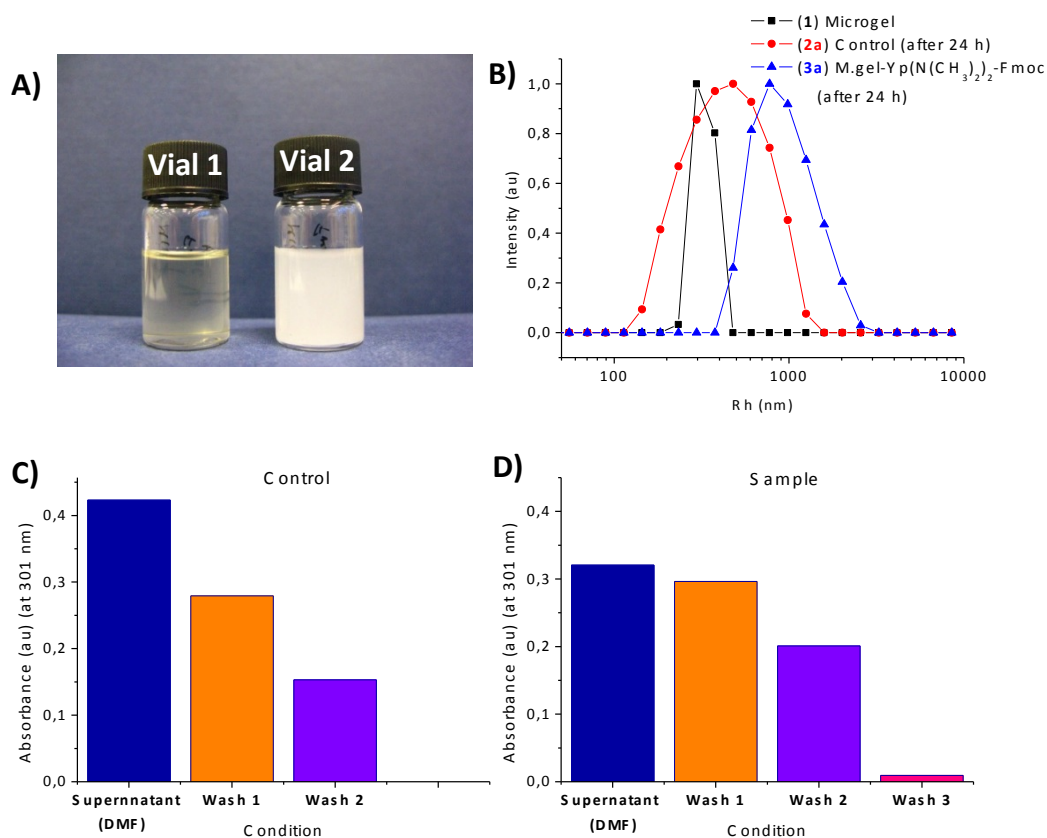 A)
Vial 1
Vial 2
B)
(1) Microgel
(2a) Control (after 24 h)
(3a) M.gel-Yp(N(CH3)2)2-Fmoc
(after 24 h)
1,0
0,8
0,6
0,4
0,2
0,0
Intensity (au)
100
1000
10000
Rh (nm)
C)
Control
0,4
0,3
0,2
0,1
0,0
Absorbance (au) (at 301 nm)
Supernnatant
(DMF)
Wash 1
Wash 2
Condition
D)
Sample
0,4
0,3
0,2
0,1
0,0
Absorbance (au) (at 301 nm)
Supernnatant
(DMF)
Wash 1
Wash 2
Wash 3
Condition